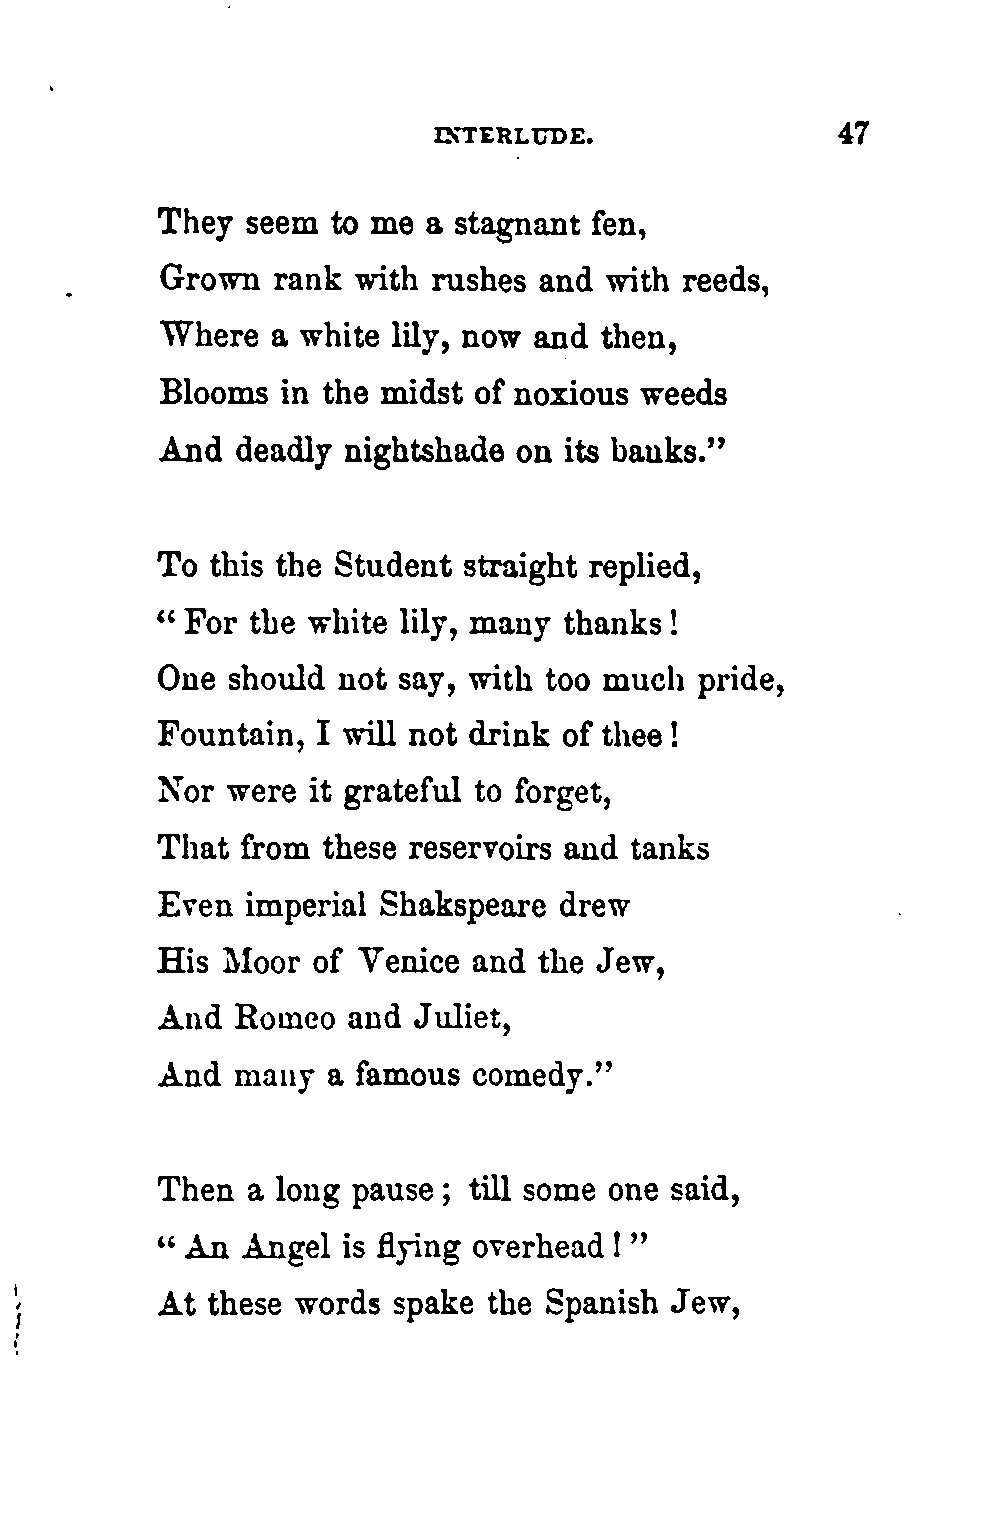 INTERLUDE. 47
They seem to me a stagnant fen,
Grown rank with rushes and with reeds,
Where a white lily, now and then,
Blooms in the midst of noxious weeds
And deadly nightshade on its banks."
To this the Student straight replied,
"For the white lily, many thanks!
One should not say, with too much pride,
Fountain, I will not drink of thee!
Nor were it grateful to forget,
That from these reservoirs and tanks
Even imperial Shakspeare drew
His Moor of Venice and the Jew,
And Romeo and Juliet,
And many a famous comedy."
Then a long pause; till some one said,
"An Angel is flying overhead!"
At these words spake the Spanish Jew,